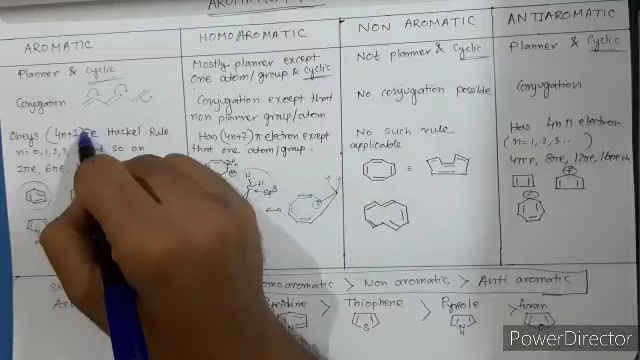 AROMATIC
Planner & Cyclic
Conjugation
Obeys (4n+2)πe Huckel Rule
n= 0,1,2,3, so on
2πe, 6πe,
HOMOAROMATIC
Mostly planner except
one atom/group & cyclic
Conjugation except that
non planner group/atom
Has (4n+2)π electron except
that one atom/group.
NON AROMATIC
Not planner & Cyclic
No conjugation possible
No such rule
applicable
ANTIAROMATIC
Planner & Cyclic
Conjugation
Has 4n π electron
(n= 1, 2, 3...
4πe, 8πe, 12πe, 16πe
> Non aromatic > Anti aromatic
Thiophene > Pyrrole > furan
S
PowerDirector